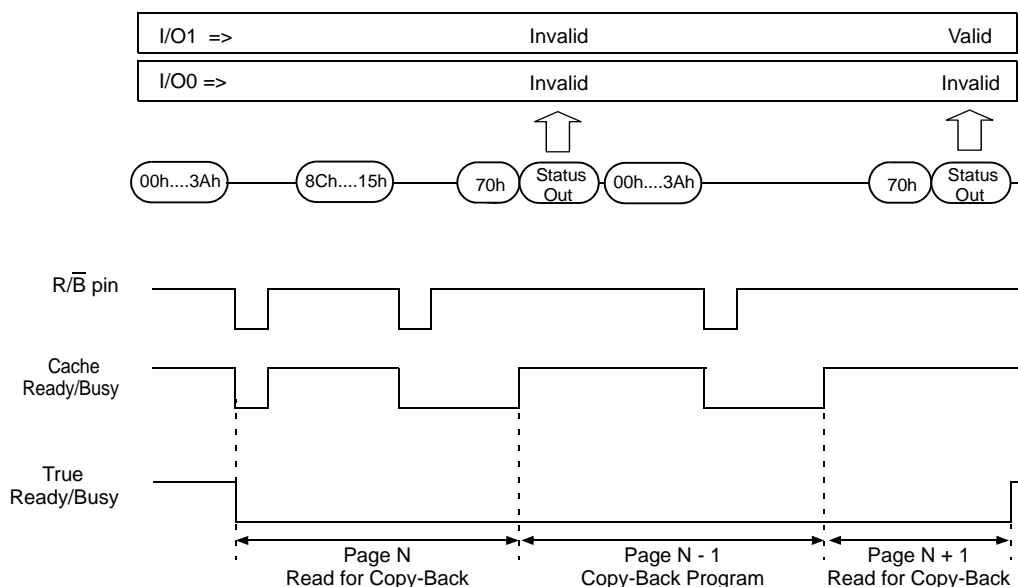 I/O1 => Invalid Valid
I/O0 => Invalid Invalid
00h....3Ah 8Ch....15h 70h Status Out 00h....3Ah 70h Status Out
R/B̅ pin
Cache
Ready/Busy
True
Ready/Busy
Page N Page N - 1 Page N + 1
Read for Copy-Back Copy-Back Program Read for Copy-Back